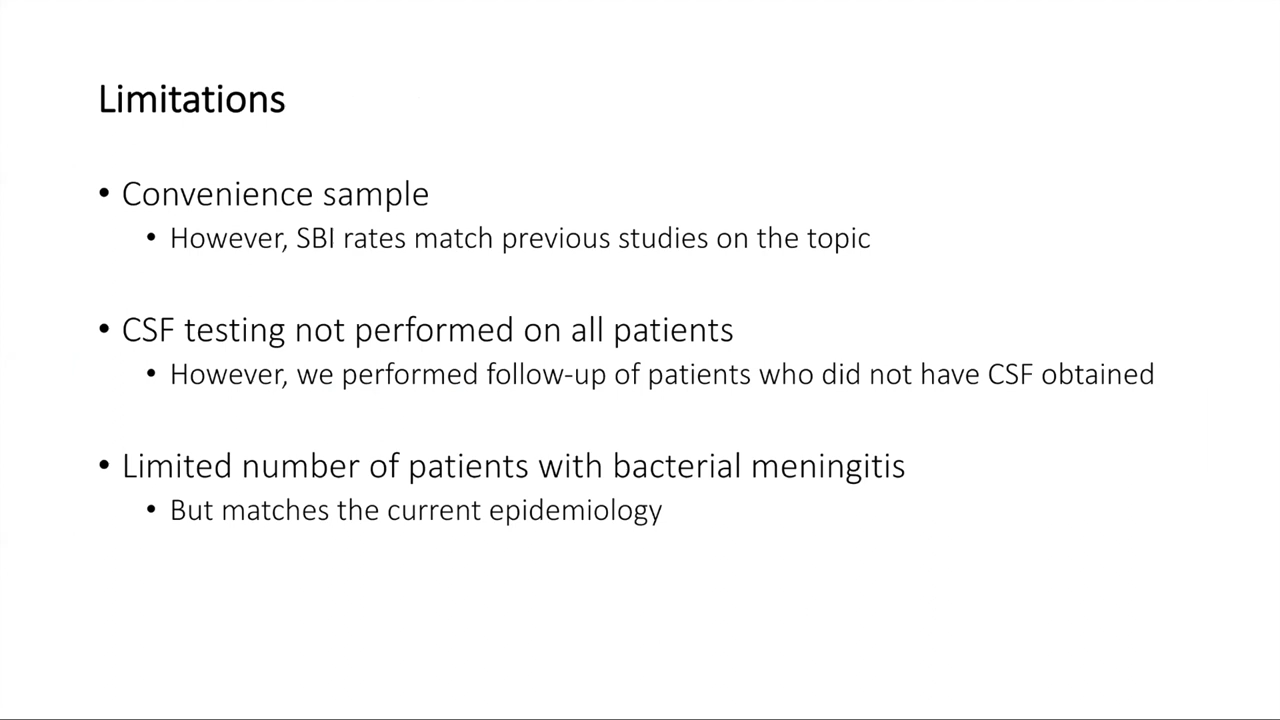 Limitations
• Convenience sample
• However, SBI rates match previous studies on the topic
• CSF testing not performed on all patients
• However, we performed follow-up of patients who did not have CSF obtained
• Limited number of patients with bacterial meningitis
• But matches the current epidemiology